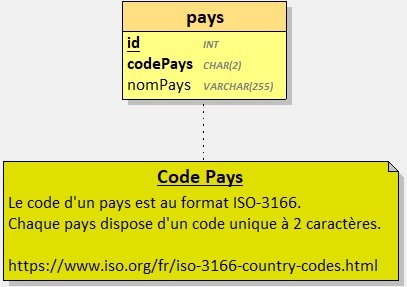 pays
id INT
codePays CHAR(2)
nomPays VARCHAR(255)
Code Pays
Le code d'un pays est au format ISO-3166.
Chaque pays dispose d'un code unique à 2 caractères.
https://www.iso.org/fr/iso-3166-country-codes.html